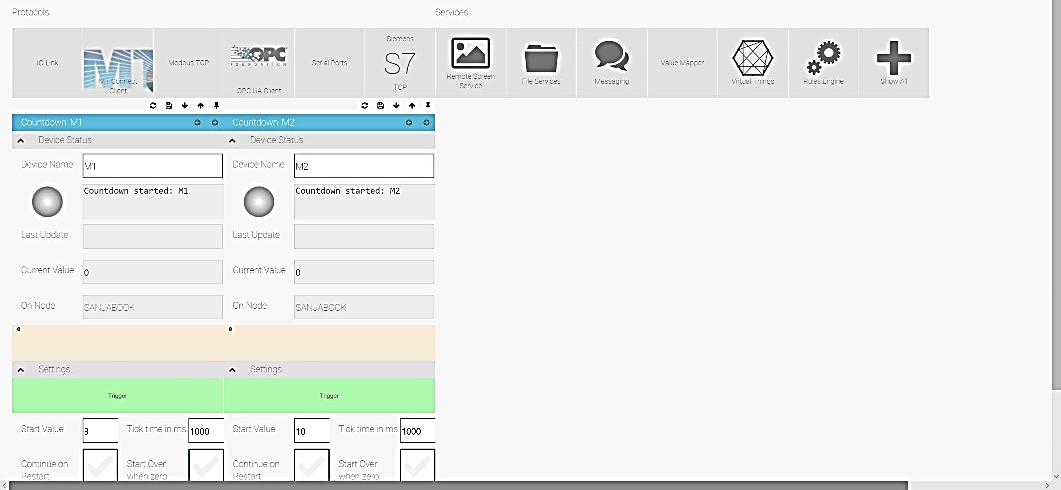 Protocols
Services
IO Link
MT Connect
Client
Modbus TCP
OPC
FOUNDATION
OPC UA Client
Serial Ports
Siemens
S7
TCP
Remote Screen
Service
File Services
Messaging
Value Mapper
Virtual Things
Rules Engine
Show All
Countdown: M1
Countdown: M2
Device Status
Device Status
Device Name
M1
Device Name
M2
Countdown started: M1
Countdown started: M2
Last Update
Last Update
Current Value
0
Current Value
0
On Node
SANJABOOK
On Node
SANJABOOK
0
0
Settings...
Settings...
Trigger
Trigger
Start Value
3
Tick time in ms
1000
Start Value
10
Tick time in ms
1000
Continue on
Restart
Start Over
when zero
Continue on
Restart
Start Over
when zero